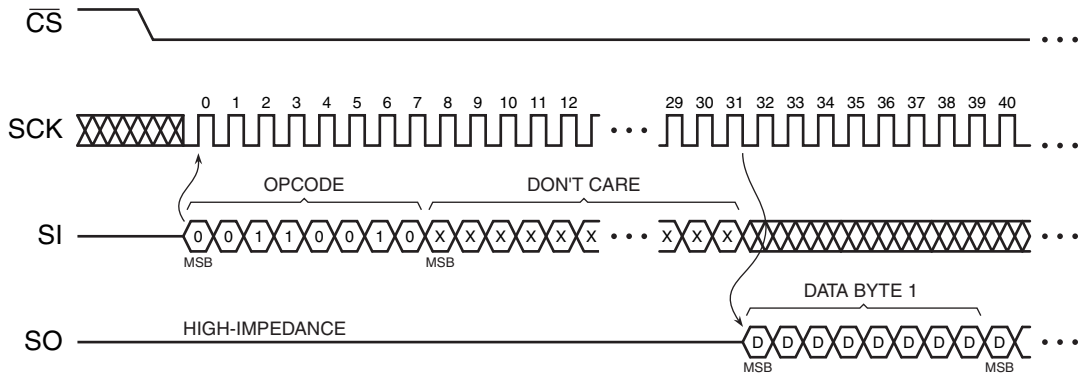 CS
0 1 2 3 4 5 6 7 8 9 10 11 12 29 30 31 32 33 34 35 36 37 38 39 40
SCK
OPCODE DON'T CARE
SI 0 0 1 1 0 0 1 0 X X X X X X X X X
MSB MSB
DATA BYTE 1
HIGH-IMPEDANCE
SO D D D D D D D D D
MSB MSB